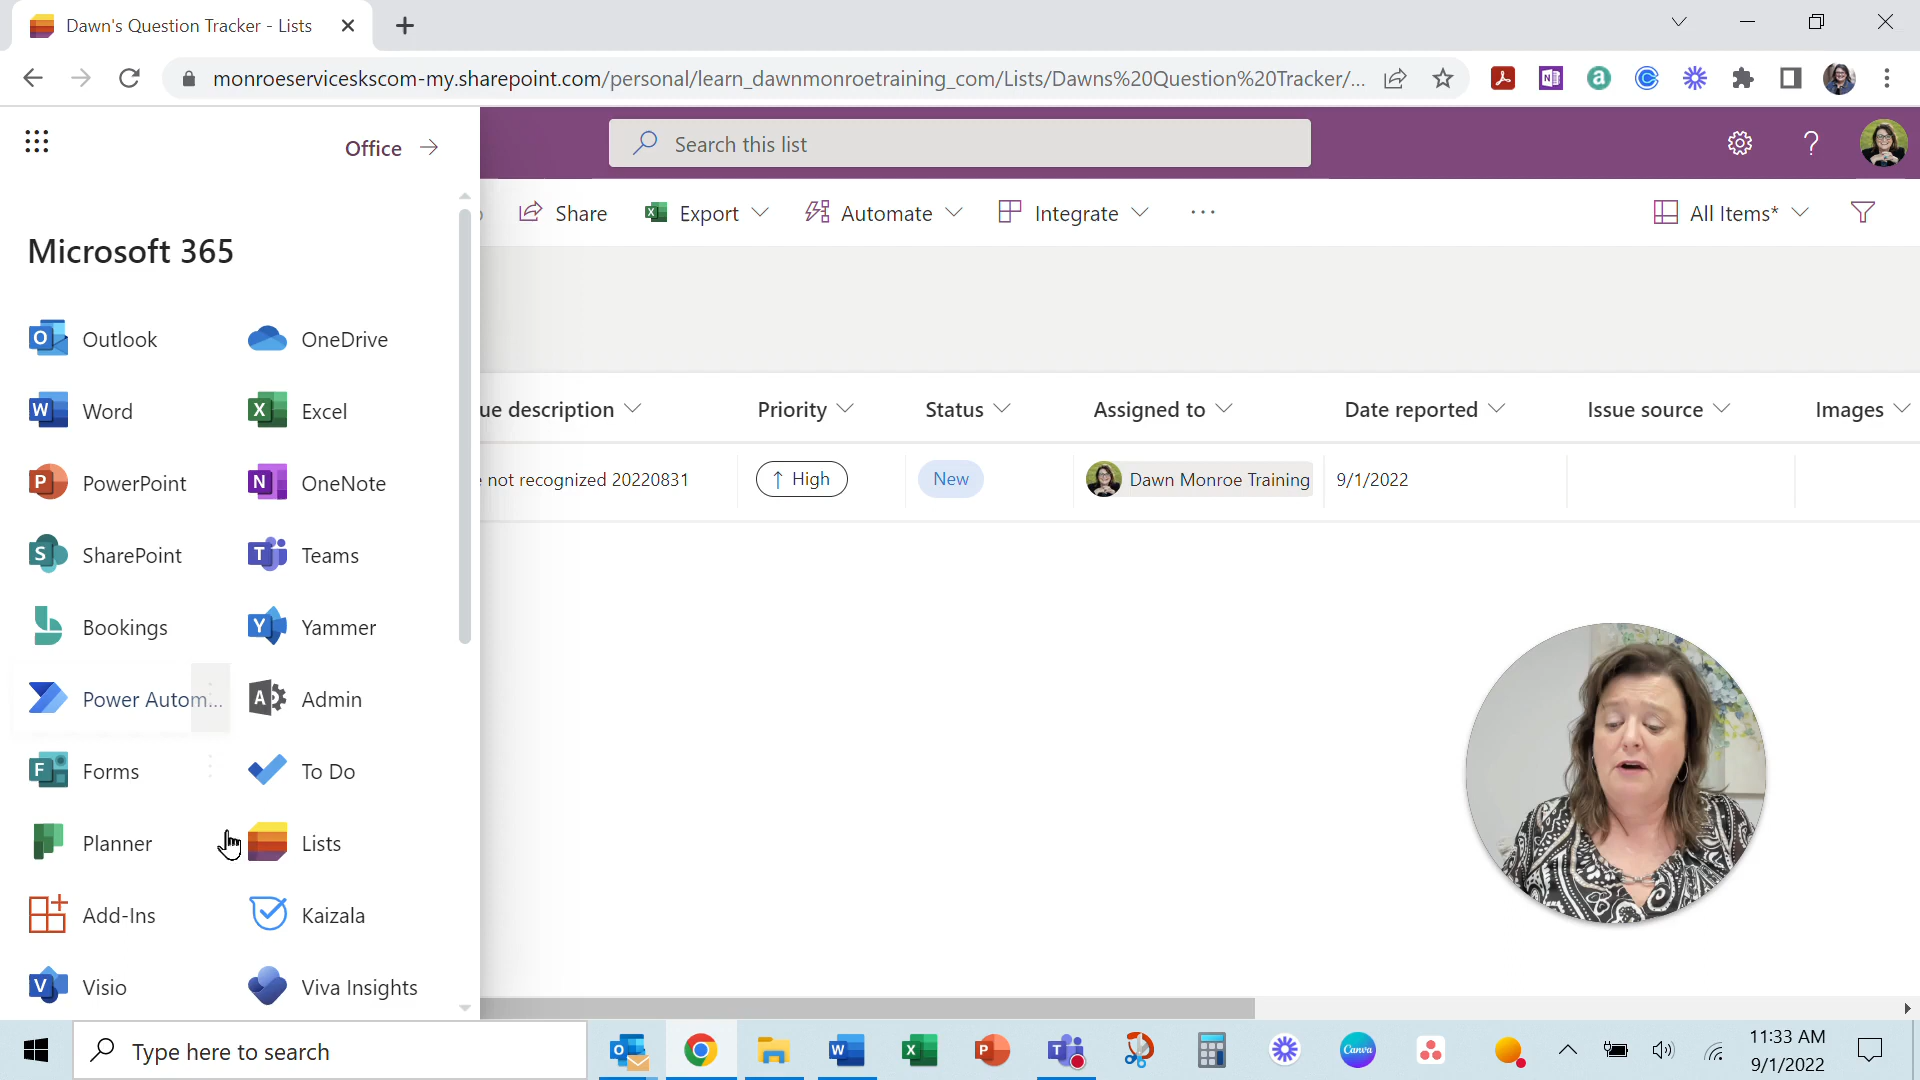 Dawn's Question Tracker - Lists
monroeserviceskscom-my.sharepoint.com/personal/learn_dawnmonroetraining_com/Lists/Dawns%20Question%20Tracker/...
Office
Search this list
Share
Export
Automate
Integrate
All Items*
Microsoft 365
Outlook
OneDrive
Word
Excel
PowerPoint
OneNote
SharePoint
Teams
Bookings
Yammer
Power Autom...
Admin
Forms
To Do
Planner
Lists
Add-Ins
Kaizala
Visio
Viva Insights
ue description
Priority
Status
Assigned to
Date reported
Issue source
Images
not recognized 20220831
High
New
Dawn Monroe Training
9/1/2022
Type here to search
Canva
11:33 AM
9/1/2022